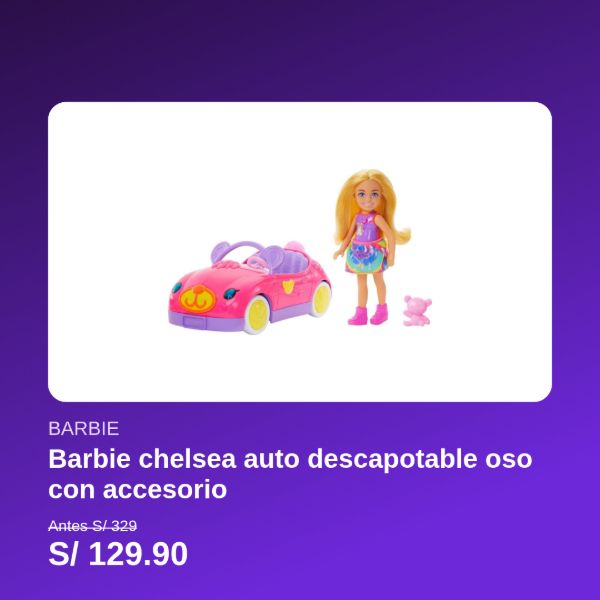 BARBIE
Barbie chelsea auto descapotable oso
con accesorio
Antes S/ 329
S/ 129.90